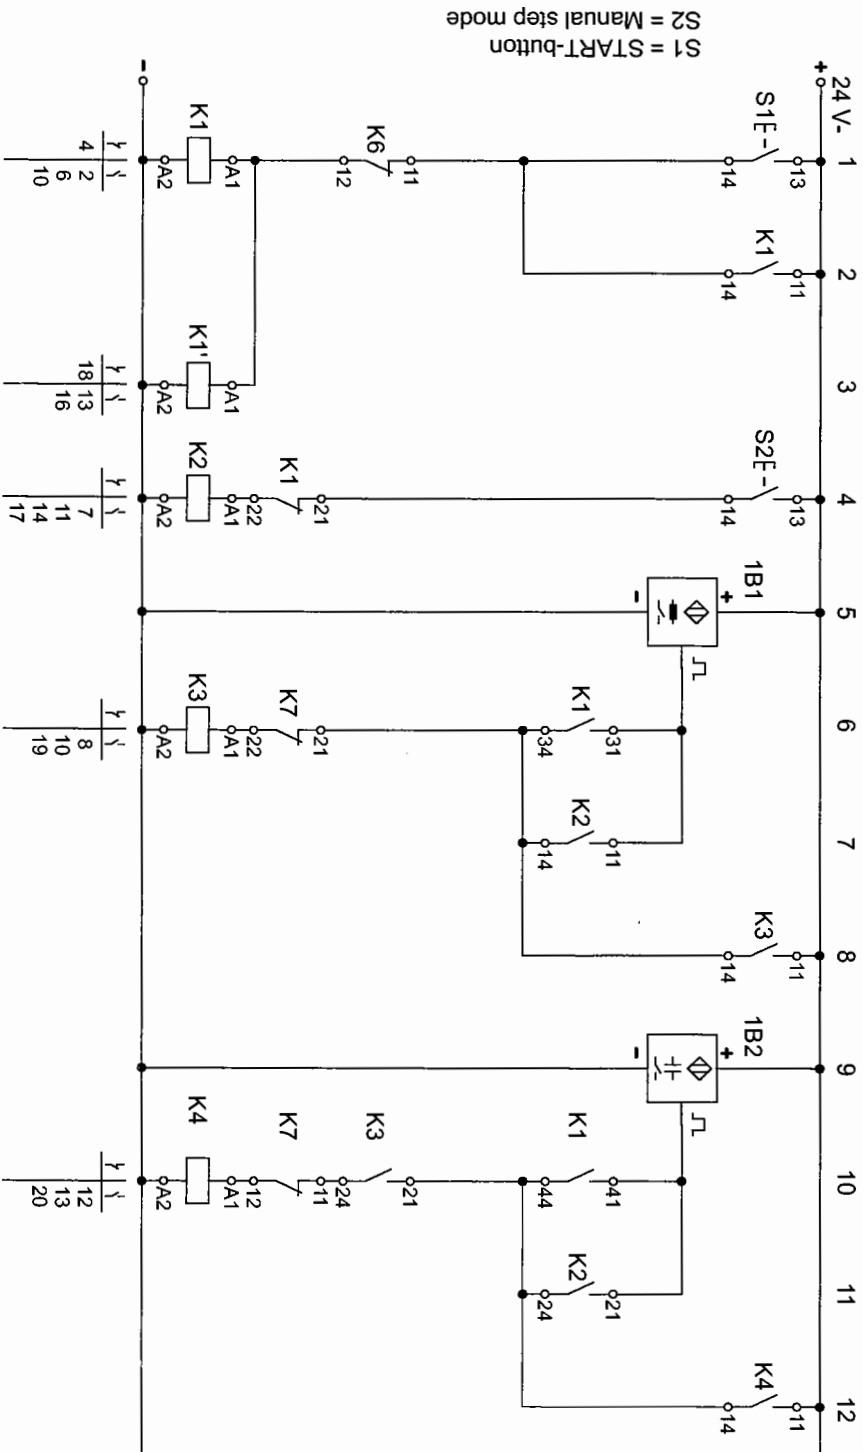 24 V- 1 2 3 4 5 6 7 8 9 10 11 12
+
13 11 13 11 11
S1 K1 S2 1B1 K3 1B2 K4
14 14 14 + 14 +  14
- -
31 11 41 21
K1 K2 K1 K2
34 14 44 24
11 21
K6 K3
12 24
21 21 11
K1 K7 K7
22 22 12
A1 A1 A1 A1 A1
K1 K1' K2 K3 K4
A2 A2 A2 A2 A2
-
4 2 18 13 7 8 12
6 16 11 10 13
10 14 19 20
17
S1 = START-button
S2 = Manual step mode